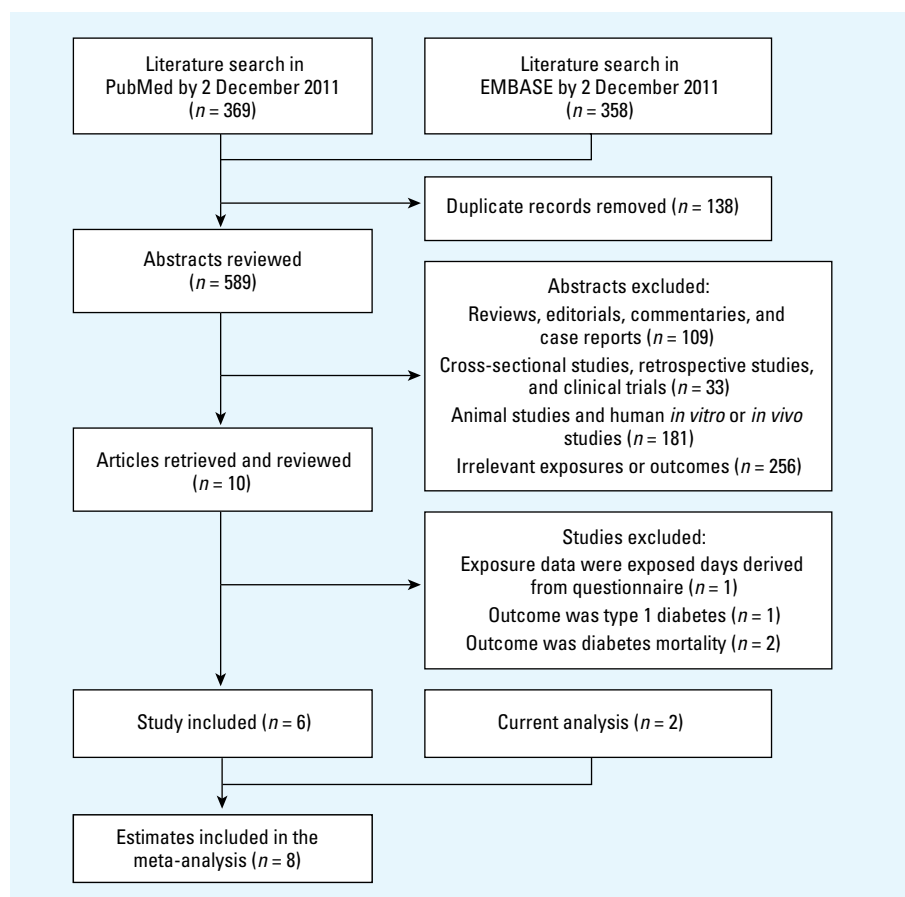 Literature search in
PubMed by 2 December 2011
(n = 369)
Literature search in
EMBASE by 2 December 2011
(n = 358)
Duplicate records removed (n = 138)
Abstracts reviewed
(n = 589)
Abstracts excluded:
Reviews, editorials, commentaries, and
case reports (n = 109)
Cross-sectional studies, retrospective studies,
and clinical trials (n = 33)
Animal studies and human in vitro or in vivo
studies (n = 181)
Irrelevant exposures or outcomes (n = 256)
Articles retrieved and reviewed
(n = 10)
Studies excluded:
Exposure data were exposed days derived
from questionnaire (n = 1)
Outcome was type 1 diabetes (n = 1)
Outcome was diabetes mortality (n = 2)
Study included (n = 6)
Current analysis (n = 2)
Estimates included in the
meta-analysis (n = 8)